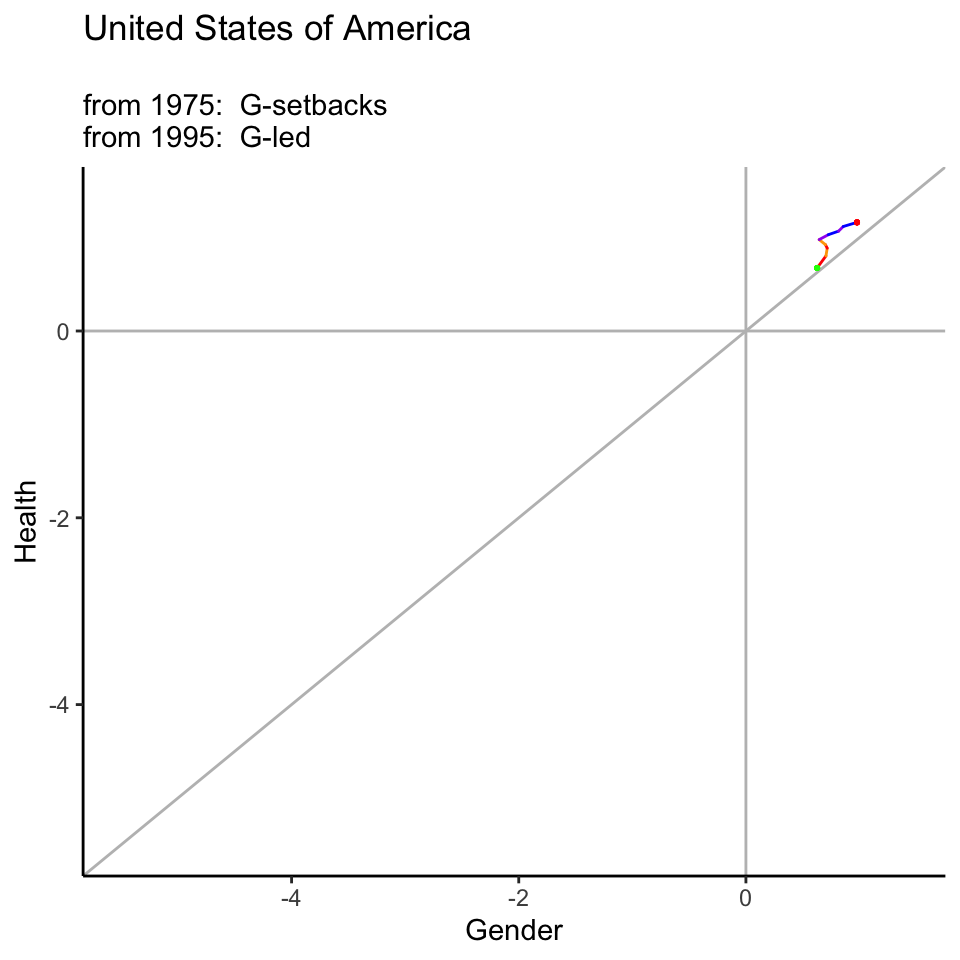 United States of America
from 1975:  G-setbacks
from 1995:  G-led
Health
0
-2
-4
-4
-2
0
Gender